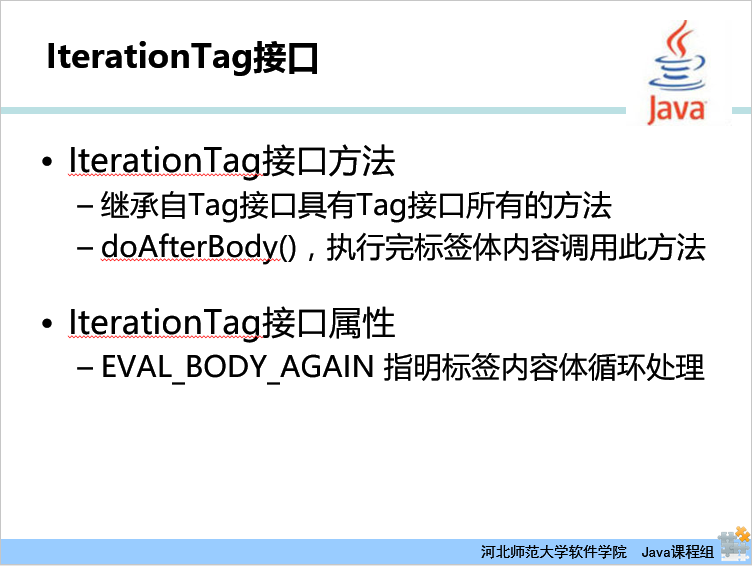 IterationTag接口
Java
• IterationTag接口方法
– 继承自Tag接口具有Tag接口所有的方法
– doAfterBody()，执行完标签体内容调用此方法
• IterationTag接口属性
– EVAL_BODY_AGAIN 指明标签内容体循环处理
河北师范大学软件学院 Java课程组